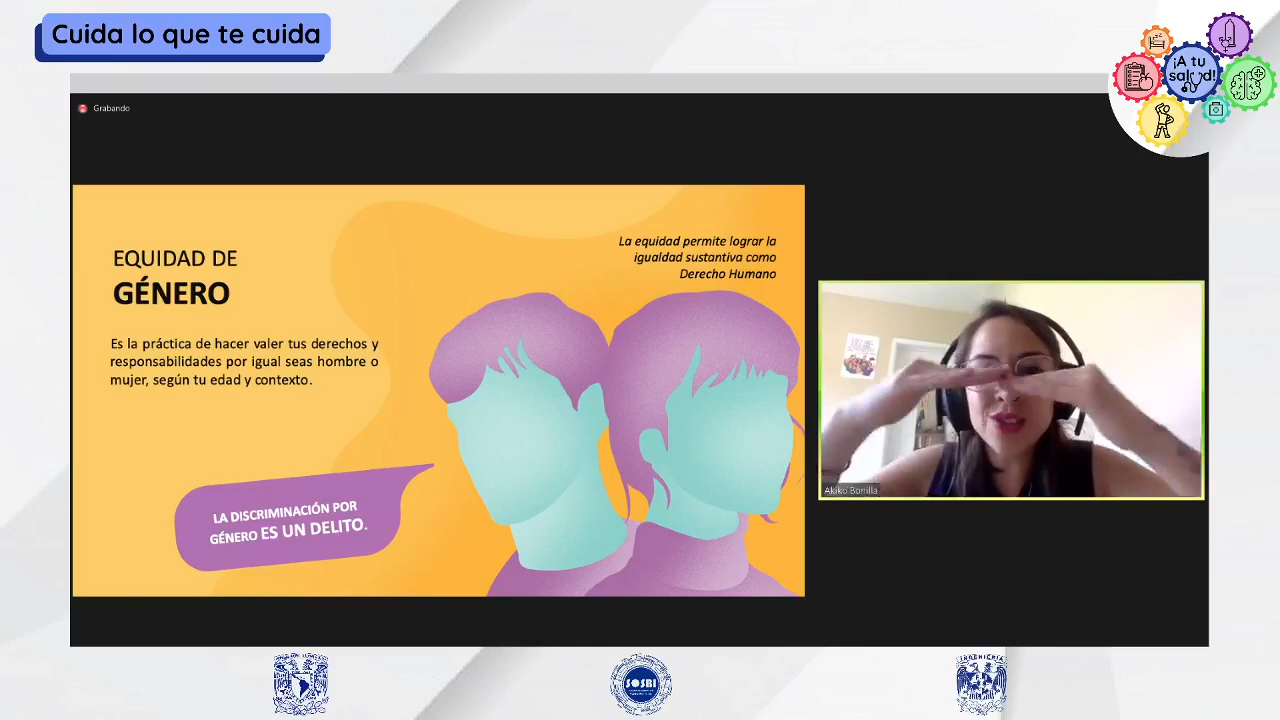 Cuida lo que te cuida
¡A tu
salud!
Grabando
EQUIDAD DE
GÉNERO
La equidad permite lograr la
igualdad sustantiva como
Derecho Humano
Es la práctica de hacer valer tus derechos y
responsabilidades por igual seas hombre o
mujer, según tu edad y contexto.
LA DISCRIMINACIÓN POR
GÉNERO ES UN DELITO.
Akiko Bonilla
SOSBI
INGENIERIA